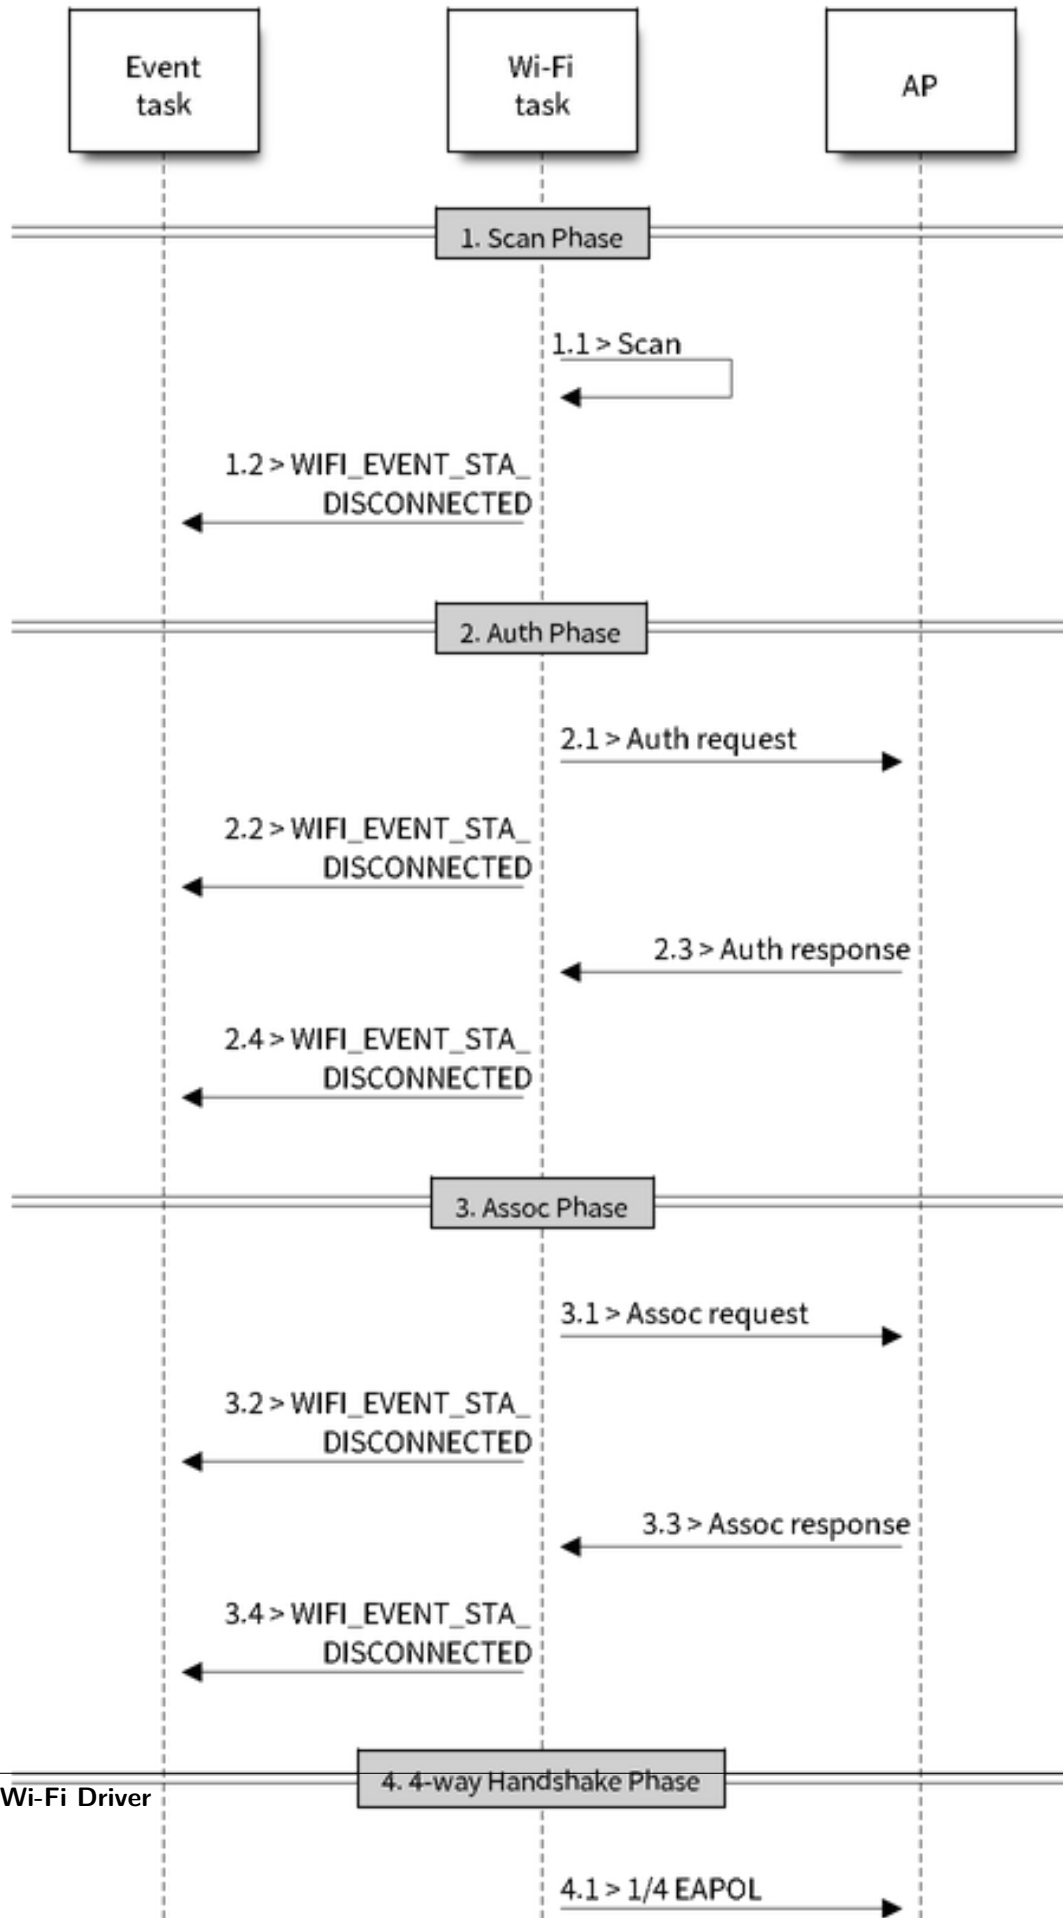 Event
task
Wi-Fi
task
AP
1. Scan Phase
1.1 > Scan
1.2 > WIFI_EVENT_STA_
DISCONNECTED
2. Auth Phase
2.1 > Auth request
2.2 > WIFI_EVENT_STA_
DISCONNECTED
2.3 > Auth response
2.4 > WIFI_EVENT_STA_
DISCONNECTED
3. Assoc Phase
3.1 > Assoc request
3.2 > WIFI_EVENT_STA_
DISCONNECTED
3.3 > Assoc response
3.4 > WIFI_EVENT_STA_
DISCONNECTED
4. 4-way Handshake Phase
Wi-Fi Driver
4.1 > 1/4 EAPOL